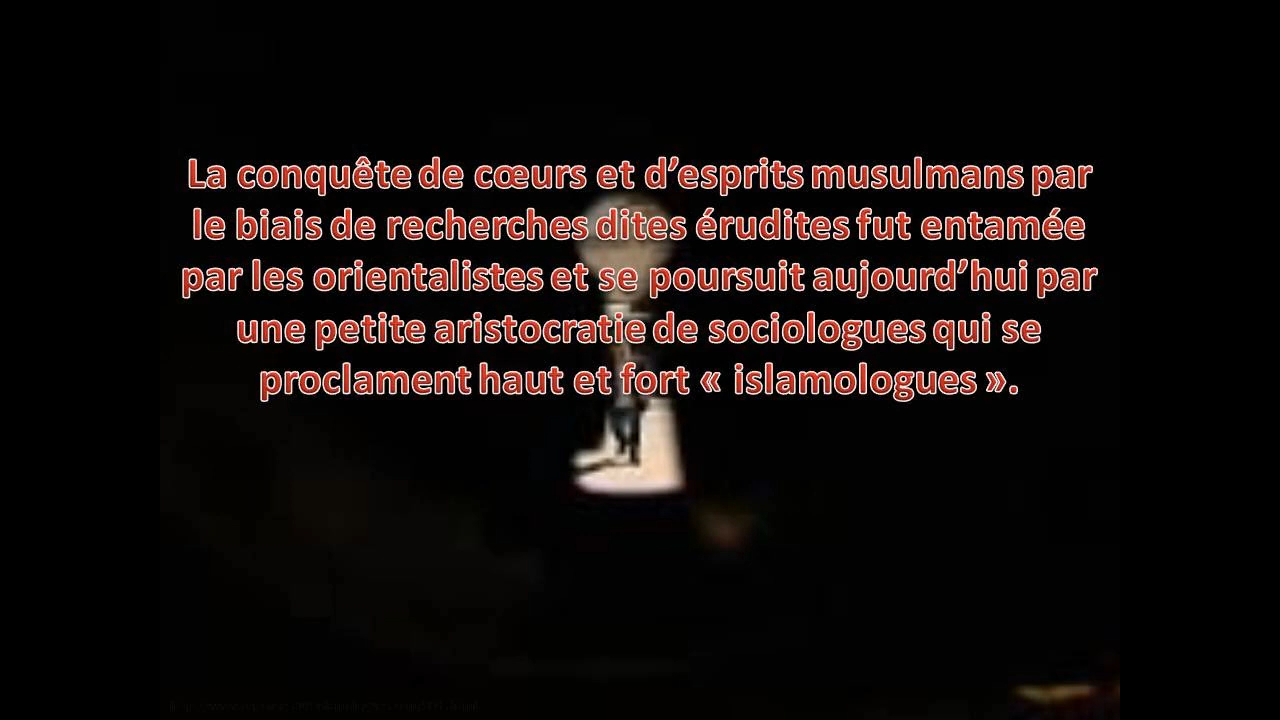 La conquête de cœurs et d’esprits musulmans par
le biais de recherches dites érudites fut entamée
par les orientalistes et se poursuit aujourd’hui par
une petite aristocratie de sociologues qui se
proclament haut et fort « islamologues ».